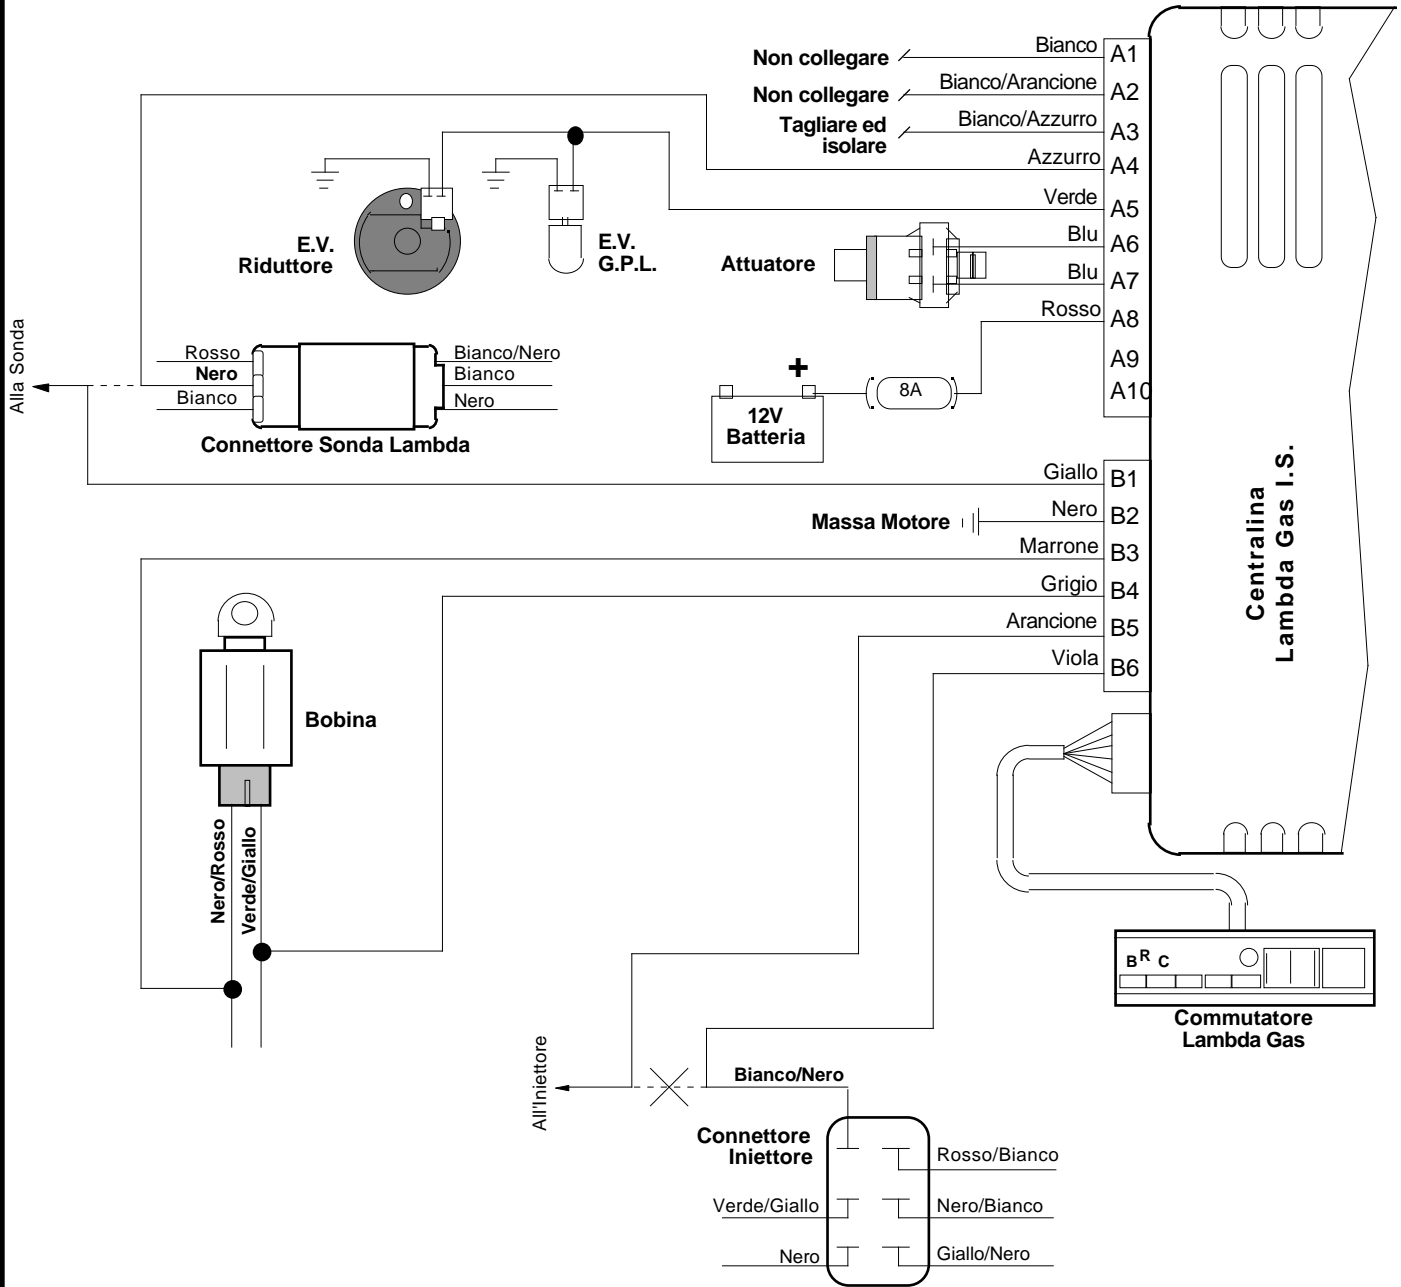 Non collegare
Bianco
A1
Non collegare
Bianco/Arancione
A2
Tagliare ed
isolare
Bianco/Azzurro
A3
Azzurro
A4
Verde
A5
Blu
A6
Blu
A7
Rosso
A8
A9
A10
E.V.
Riduttore
E.V.
G.P.L.
Attuatore
+
8A
12V
Batteria
Alla Sonda
Rosso
Nero
Bianco
Bianco/Nero
Bianco
Nero
Connettore Sonda Lambda
Giallo
B1
Massa Motore
Nero
B2
Marrone
B3
Grigio
B4
Arancione
B5
Viola
B6
Centralina
Lambda Gas I.S.
Bobina
Nero/Rosso
Verde/Giallo
B R C
Commutatore
Lambda Gas
All'Iniettore
Bianco/Nero
Connettore
Iniettore
Rosso/Bianco
Verde/Giallo
Nero/Bianco
Nero
Giallo/Nero